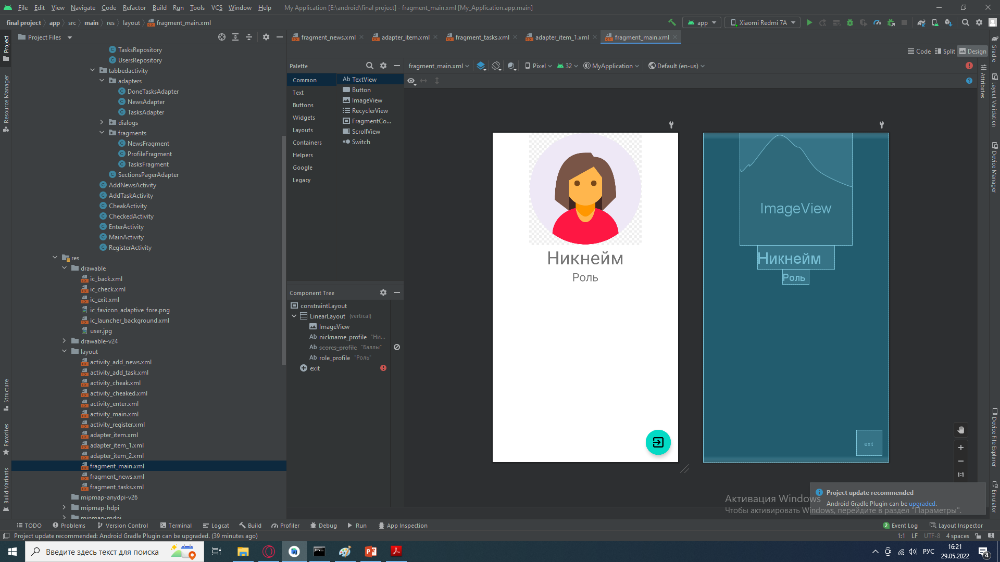 File Edit View Navigate Code Refactor Build Run Tools VCS Window Help My Application [E:\android\final project] - fragment_main.xml [My_Application.app.main]
final project app src main res layout fragment_main.xml
app Xiaomi Redmi 7A
Project Files
fragment_news.xml adapter_item.xml fragment_tasks.xml adapter_item_1.xml fragment_main.xml
Code Split Design
Project
Resource Manager
Structure
Favorites
Build Variants
TasksRepository
UsersRepository
tabbedactivity
adapters
DoneTasksAdapter
NewsAdapter
TasksAdapter
dialogs
fragments
NewsFragment
ProfileFragment
TasksFragment
SectionsPagerAdapter
AddNewsActivity
AddTaskActivity
CheakActivity
CheckedActivity
EnterActivity
MainActivity
RegisterActivity
res
drawable
ic_back.xml
ic_check.xml
ic_exit.xml
ic_favicon_adaptive_fore.png
ic_launcher_background.xml
user.jpg
drawable-v24
layout
activity_add_news.xml
activity_add_task.xml
activity_cheak.xml
activity_cheaked.xml
activity_enter.xml
activity_main.xml
activity_register.xml
adapter_item.xml
adapter_item_1.xml
adapter_item_2.xml
fragment_main.xml
fragment_news.xml
fragment_tasks.xml
mipmap-anydpi-v26
mipmap-hdpi
mipmap-mdpi
Palette
Common
Text
Buttons
Widgets
Layouts
Containers
Helpers
Google
Legacy
Ab TextView
Button
ImageView
RecyclerView
FragmentCo...
ScrollView
Switch
Component Tree
constraintLayout
LinearLayout (vertical)
ImageView
Ab nickname_profile "Ни...
Ab scores_profile "Баллы"
Ab role_profile "Роль"
exit
fragment_main.xml Pixel 32 MyApplication Default (en-us)
Никнейм
Роль
ImageView
Никнейм
Роль
exit
1:1
Gradle
Attributes
Layout Validation
Device Manager
Device File Explorer
Emulator
Project update recommended
Android Gradle Plugin can be upgraded.
Активация Windows
Чтобы активировать Windows, перейдите в раздел "Параметры".
TODO Problems Version Control Terminal Logcat Build Profiler Debug Run App Inspection 2 Event Log Layout Inspector
Project update recommended: Android Gradle Plugin can be upgraded. (39 minutes ago) 1:1 LF UTF-8 4 spaces
Введите здесь текст для поиска
РУС
16:21
29.05.2022
4